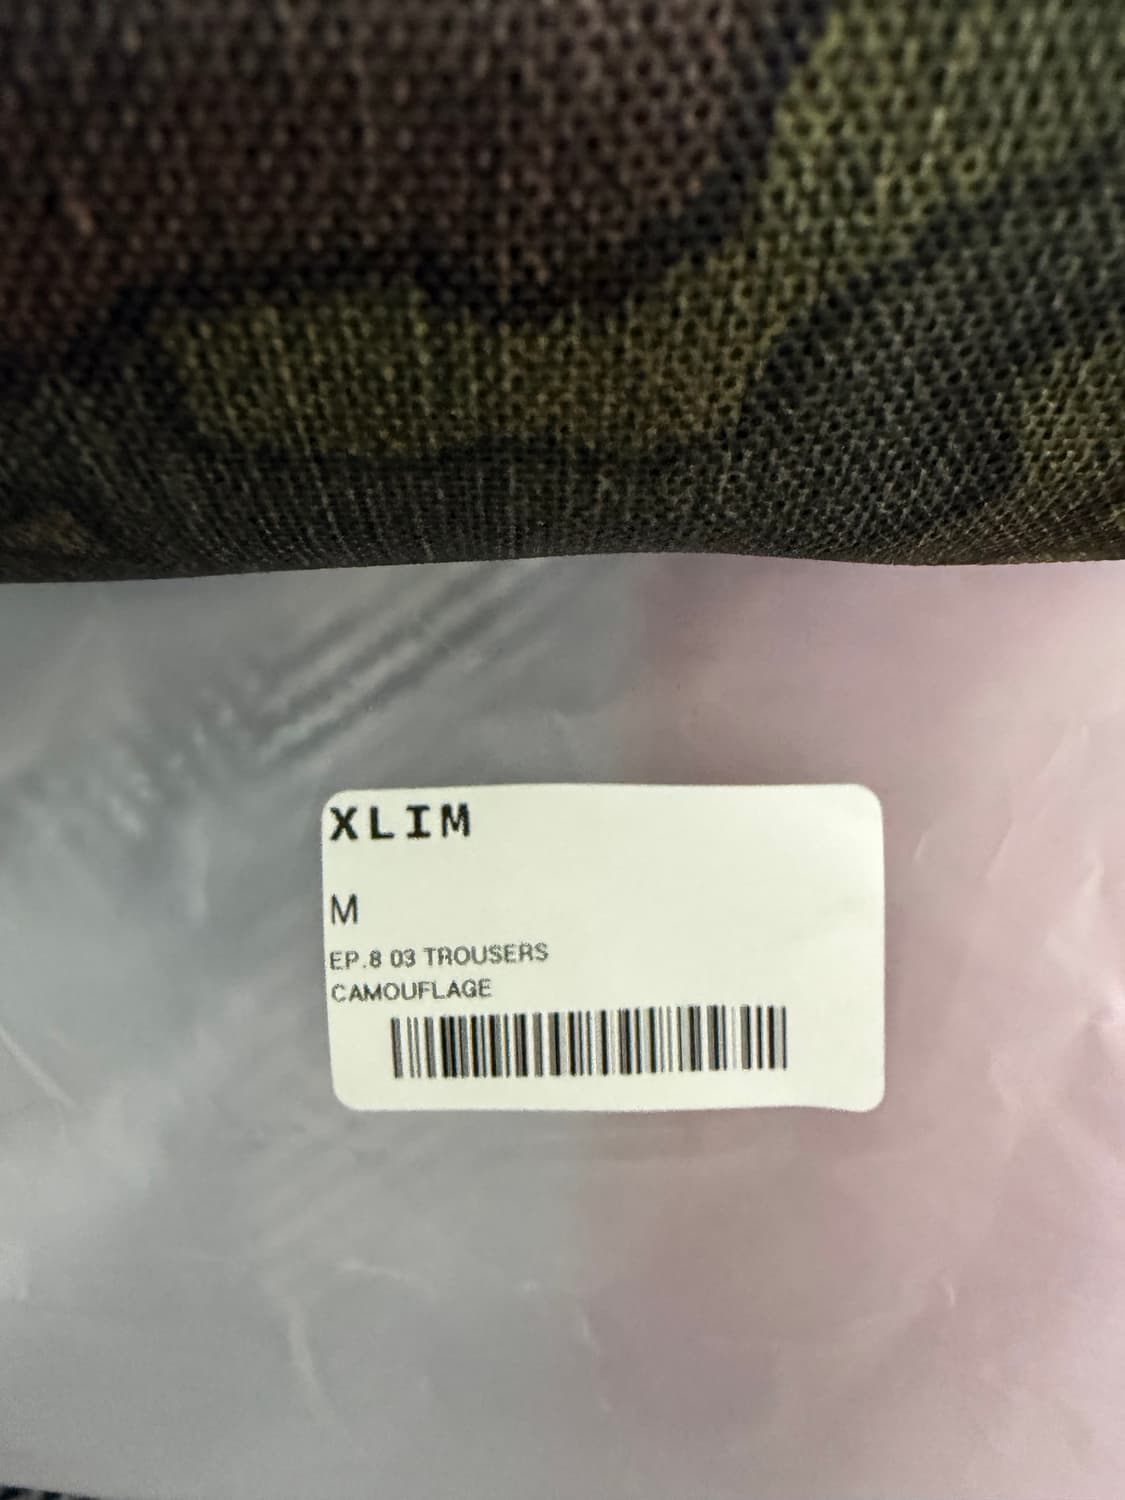 XLIM
M
EP.8 03 TROUSERS
CAMOUFLAGE